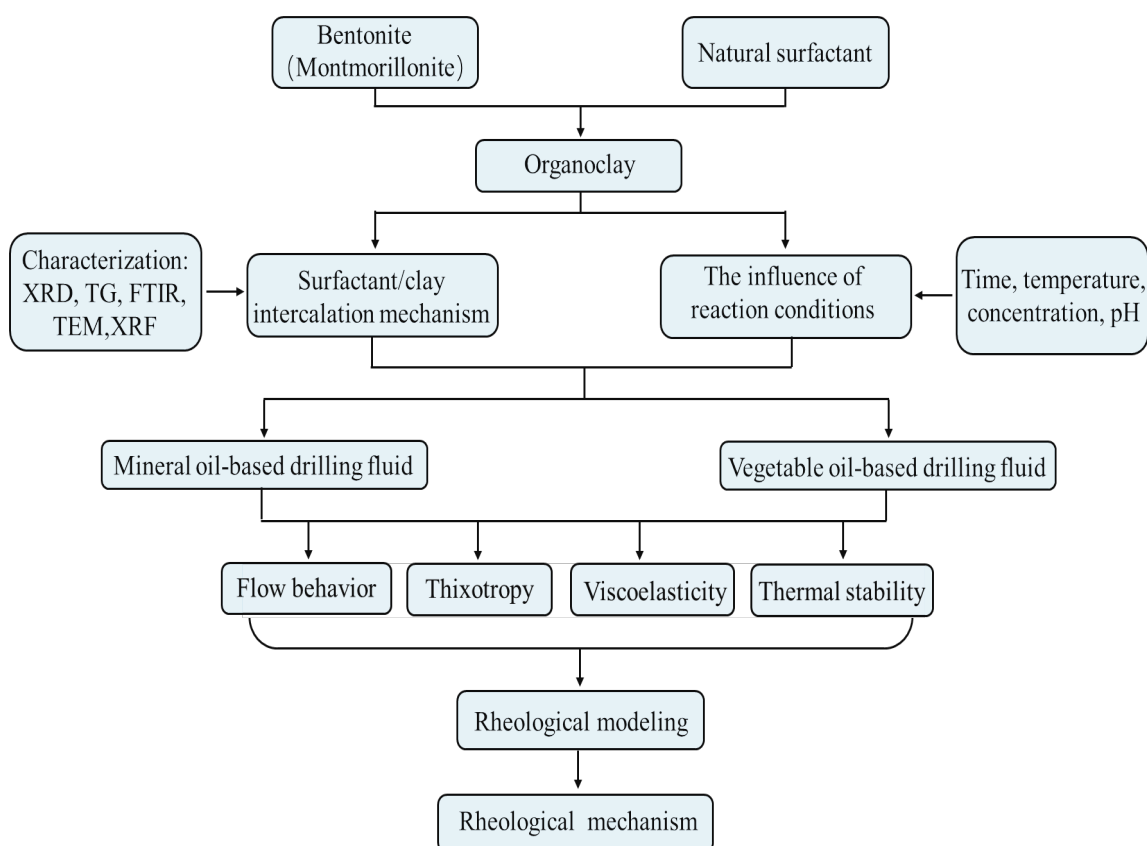 Bentonite
(Montmorillonite)
Natural surfactant
Organoclay
Characterization:
XRD, TG, FTIR,
TEM,XRF
Surfactant/clay
intercalation mechanism
The influence of
reaction conditions
Time, temperature,
concentration, pH
Mineral oil-based drilling fluid
Vegetable oil-based drilling fluid
Flow behavior
Thixotropy
Viscoelasticity
Thermal stability
Rheological modeling
Rheological mechanism